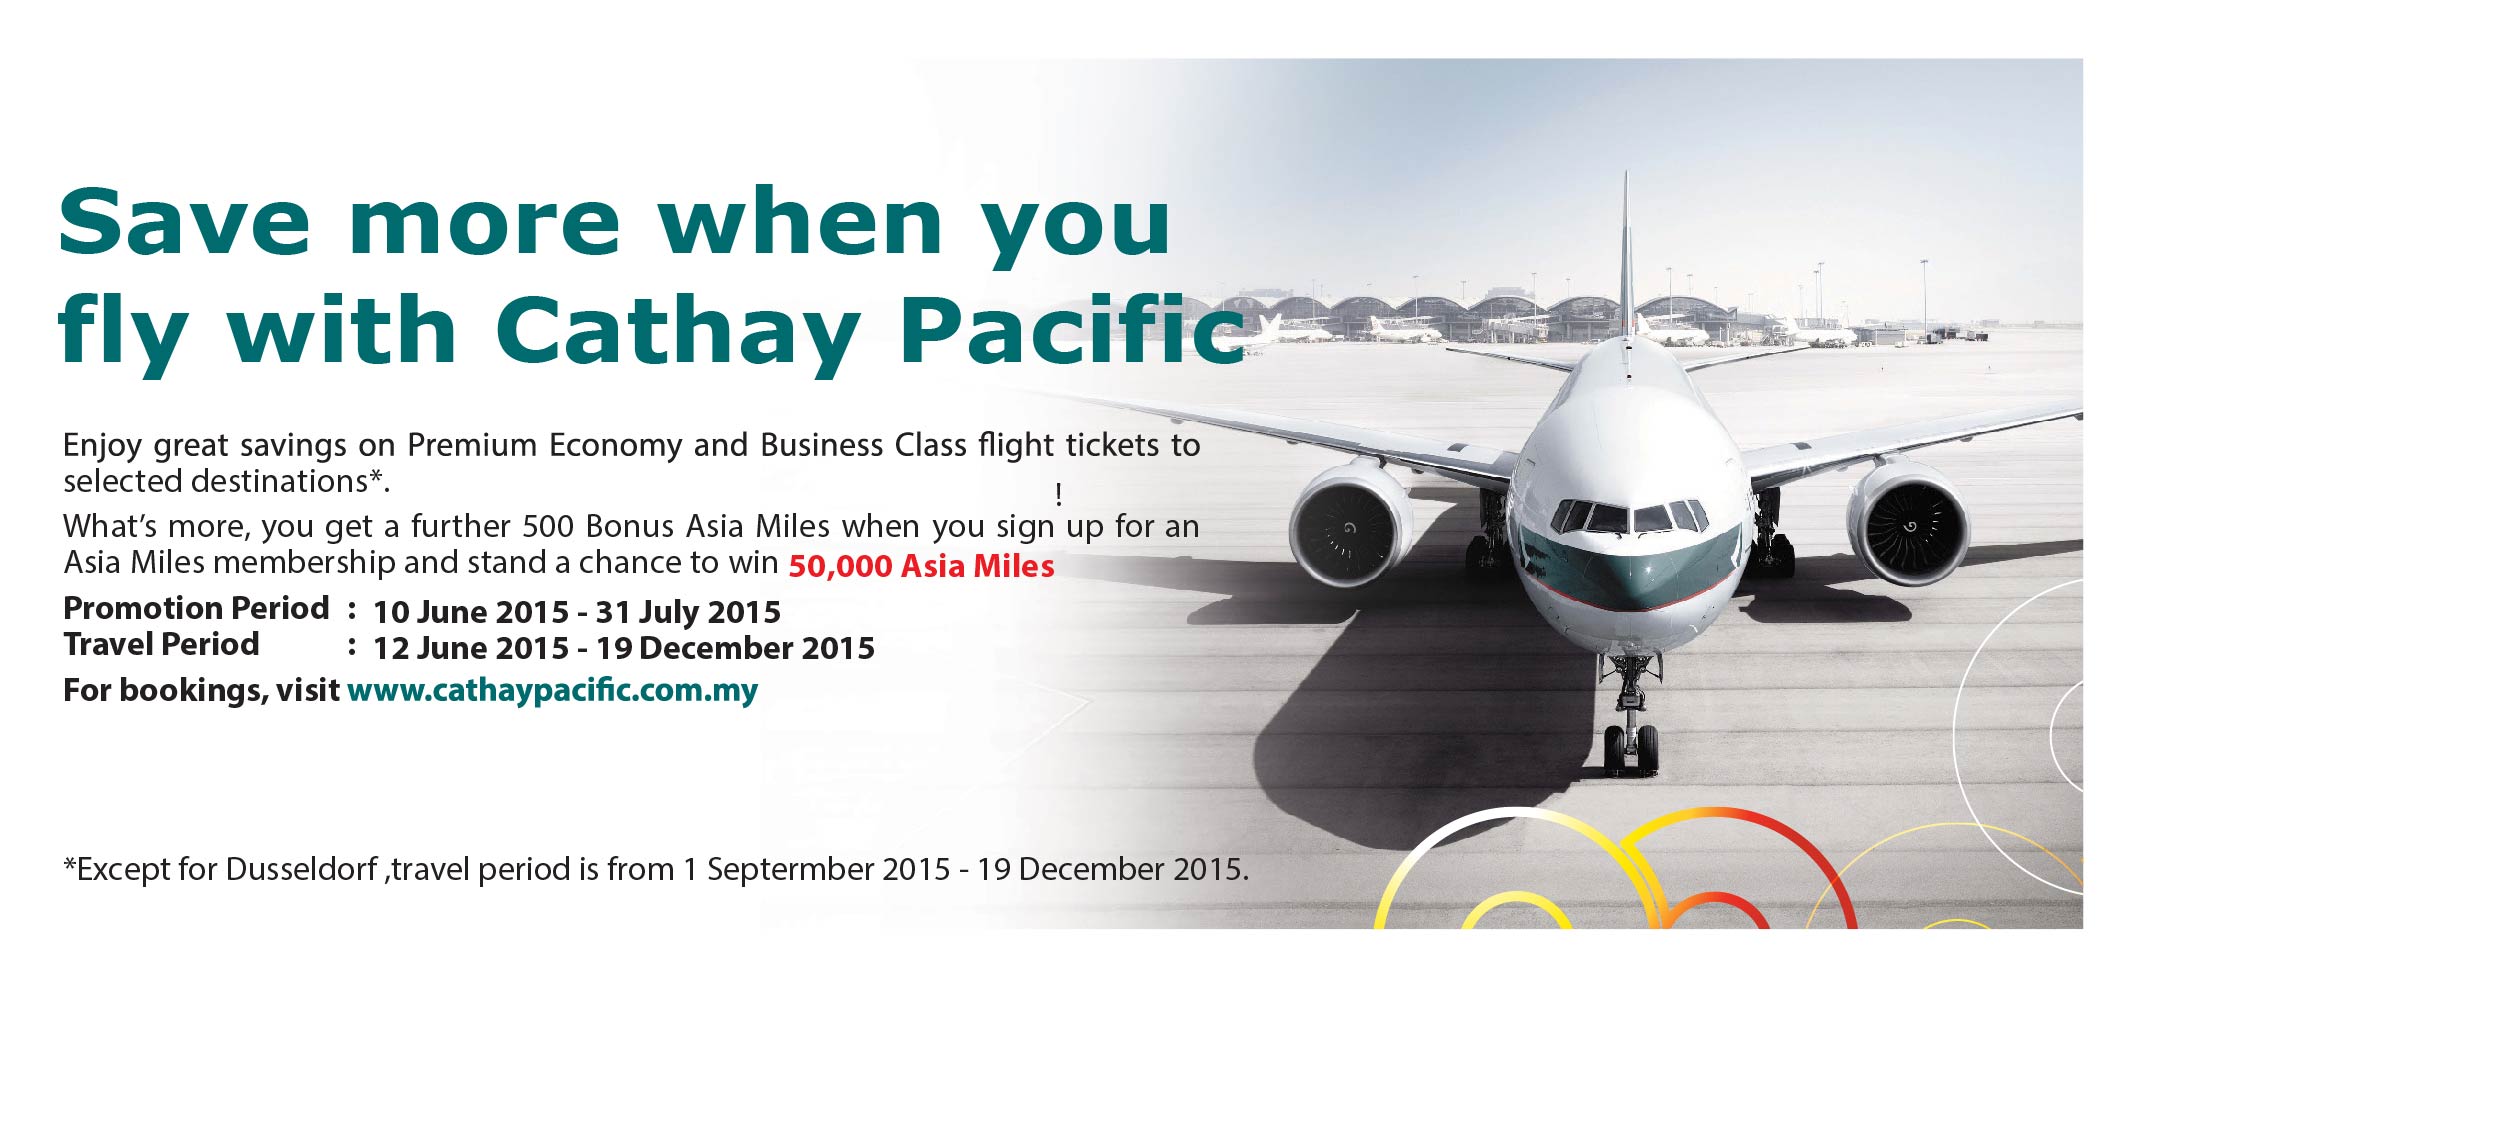 Save more when you
fly with Cathay Pacific
Enjoy great savings on Premium Economy and Business Class flight tickets to
selected destinations*.
!
What's more, you get a further 500 Bonus Asia Miles when you sign up for an
Asia Miles membership and stand a chance to win 50,000 Asia Miles
Promotion Period : 10 June 2015 - 31 July 2015
Travel Period : 12 June 2015 - 19 December 2015
For bookings, visit www.cathaypacific.com.my
*Except for Dusseldorf ,travel period is from 1 Septermber 2015 - 19 December 2015.